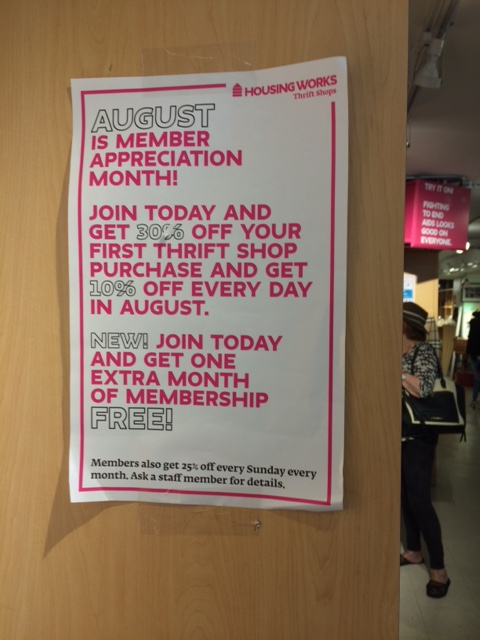 HOUSING WORKS
Thrift Shops
AUGUST
IS MEMBER
APPRECIATION
MONTH!
JOIN TODAY AND
GET 30% OFF YOUR
FIRST THRIFT SHOP
PURCHASE AND GET
10% OFF EVERY DAY
IN AUGUST.
NEW! JOIN TODAY
AND GET ONE
EXTRA MONTH
OF MEMBERSHIP
FREE!
Members also get 25% off every Sunday every
month. Ask a staff member for details.
TRY IT ON!
FIGHTING
TO END
AIDS LOOKS
GOOD ON
EVERYONE.